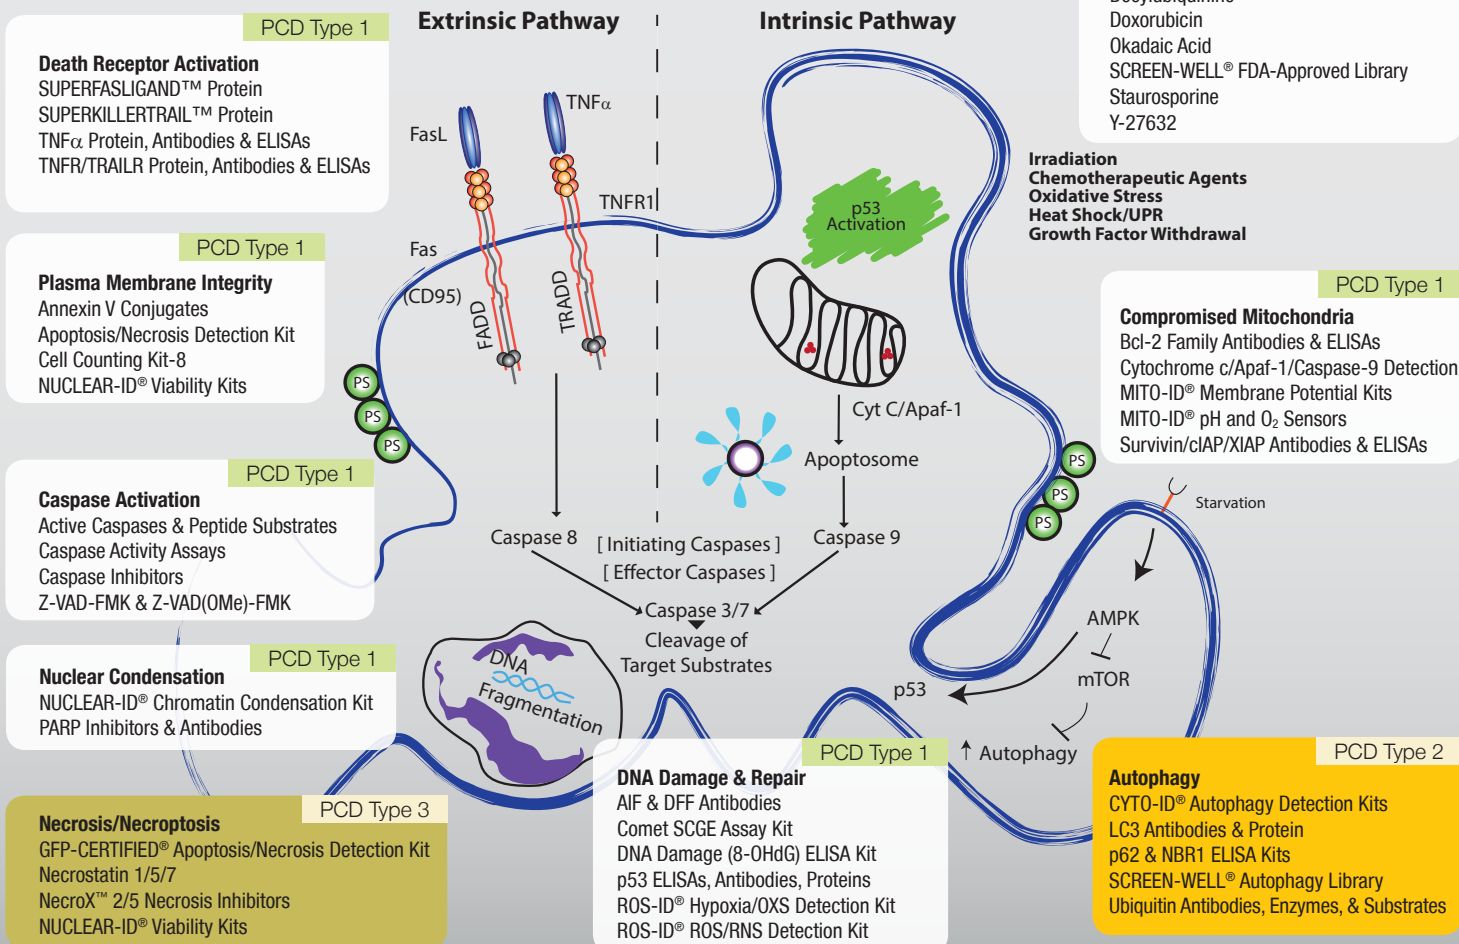 Extrinsic Pathway
Intrinsic Pathway
PCD Type 1
Death Receptor Activation
SUPERFASLIGAND™ Protein
SUPERKILLERTRAIL™ Protein
TNFα Protein, Antibodies & ELISAs
TNFR/TRAILR Protein, Antibodies & ELISAs
PCD Type 1
Plasma Membrane Integrity
Annexin V Conjugates
Apoptosis/Necrosis Detection Kit
Cell Counting Kit-8
NUCLEAR-ID® Viability Kits
PCD Type 1
Caspase Activation
Active Caspases & Peptide Substrates
Caspase Activity Assays
Caspase Inhibitors
Z-VAD-FMK & Z-VAD(OMe)-FMK
PCD Type 1
Nuclear Condensation
NUCLEAR-ID® Chromatin Condensation Kit
PARP Inhibitors & Antibodies
PCD Type 3
Necrosis/Necroptosis
GFP-CERTIFIED® Apoptosis/Necrosis Detection Kit
Necrostatin 1/5/7
NecroX™ 2/5 Necrosis Inhibitors
NUCLEAR-ID® Viability Kits
FasL
TNFα
TNFR1
Fas
(CD95)
FADD
TRADD
PS
PS
PS
p53
Activation
Cyt C/Apaf-1
Apoptosome
Caspase 8
[ Initiating Caspases ]
Caspase 9
[ Effector Caspases ]
Caspase 3/7
Cleavage of
Target Substrates
DNA
Fragmentation
Doxorubicin
Okadaic Acid
SCREEN-WELL® FDA-Approved Library
Staurosporine
Y-27632
Irradiation
Chemotherapeutic Agents
Oxidative Stress
Heat Shock/UPR
Growth Factor Withdrawal
PCD Type 1
Compromised Mitochondria
Bcl-2 Family Antibodies & ELISAs
Cytochrome c/Apaf-1/Caspase-9 Detection
MITO-ID® Membrane Potential Kits
MITO-ID® pH and O₂ Sensors
Survivin/cIAP/XIAP Antibodies & ELISAs
PS
PS
PS
Starvation
AMPK
mTOR
p53
↑ Autophagy
PCD Type 1
DNA Damage & Repair
AIF & DFF Antibodies
Comet SCGE Assay Kit
DNA Damage (8-OHdG) ELISA Kit
p53 ELISAs, Antibodies, Proteins
ROS-ID® Hypoxia/OXS Detection Kit
ROS-ID® ROS/RNS Detection Kit
PCD Type 2
Autophagy
CYTO-ID® Autophagy Detection Kits
LC3 Antibodies & Protein
p62 & NBR1 ELISA Kits
SCREEN-WELL® Autophagy Library
Ubiquitin Antibodies, Enzymes, & Substrates